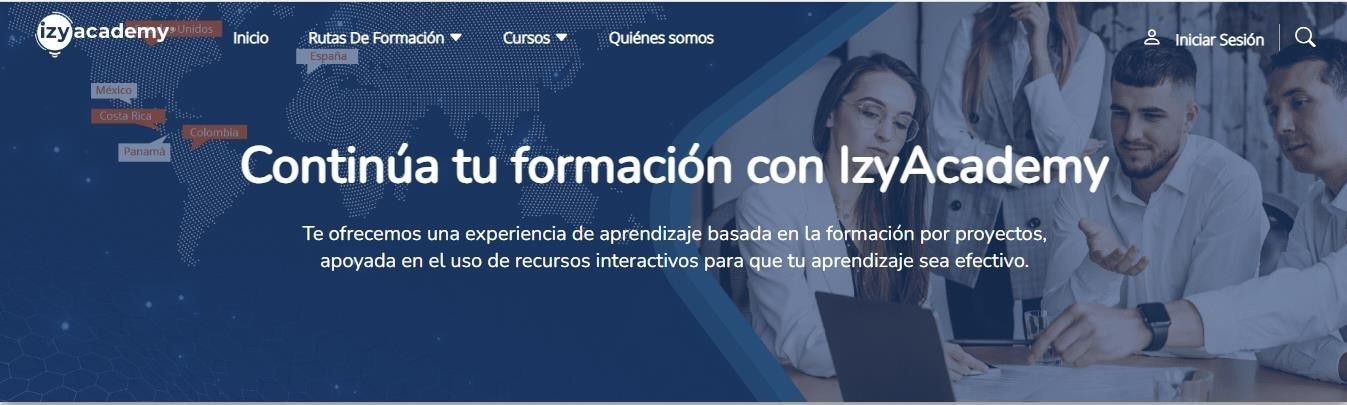 izyacademy
Unidos
Inicio
Rutas De Formación
Cursos
Quiénes somos
Iniciar Sesión
España
México
Costa Rica
Colombia
Panamá
Continúa tu formación con IzyAcademy
Te ofrecemos una experiencia de aprendizaje basada en la formación por proyectos,
apoyada en el uso de recursos interactivos para que tu aprendizaje sea efectivo.